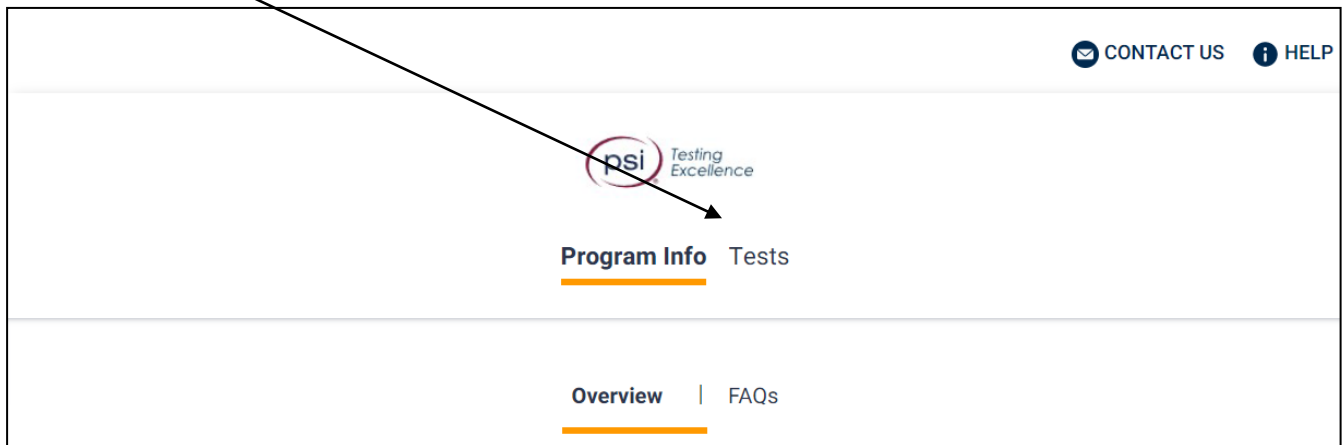 CONTACT US HELP
psi Testing
Excellence
Program Info Tests
Overview | FAQs